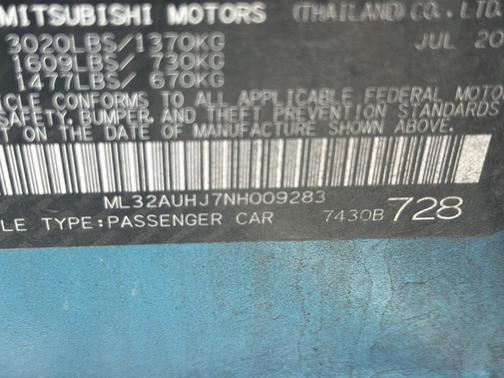 MITSUBISHI MOTORS (THAILAND) CO., LTD
3020LBS/1370KG JUL 20
1609LBS/ 730KG
1477LBS/ 670KG
ICLE CONFORMS TO ALL APPLICABLE FEDERAL MOTOR
SAFETY, BUMPER, AND THEFT PREVENTION STANDARDS
T ON THE DATE OF MANUFACTURE SHOWN ABOVE.
ML32AUHJ7NH009283
LE TYPE:PASSENGER CAR 7430B 728